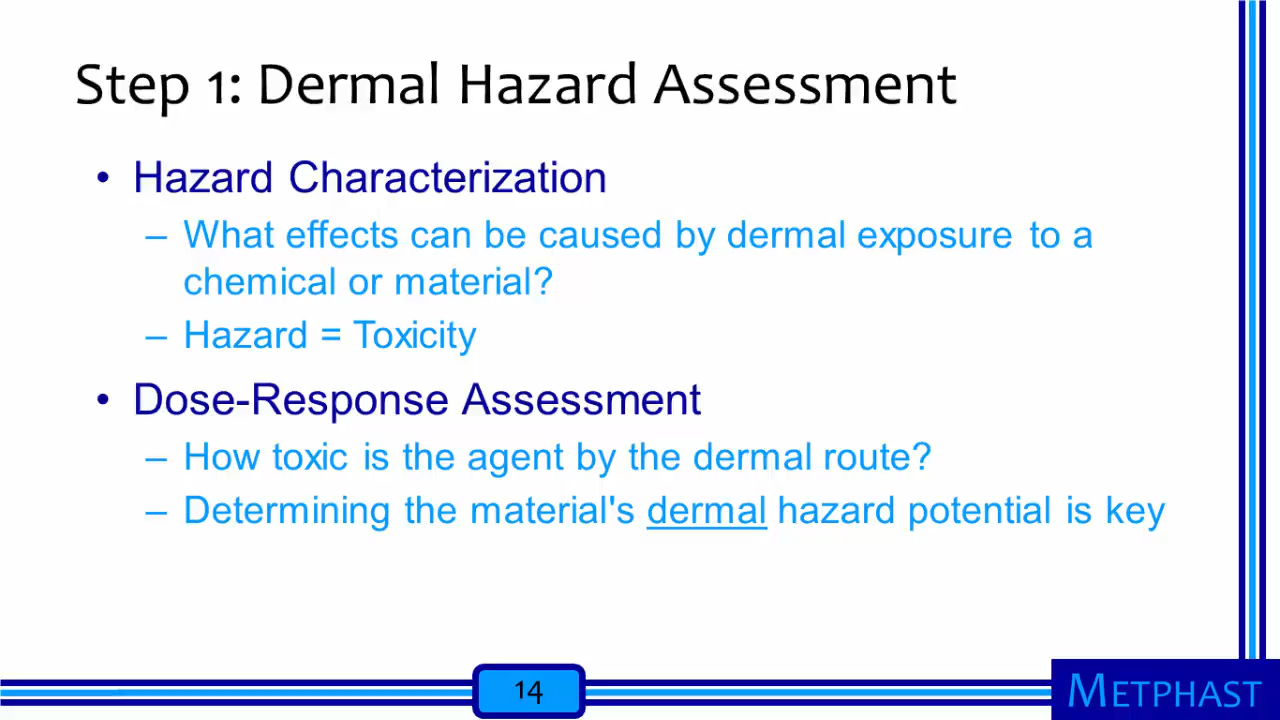 Step 1: Dermal Hazard Assessment
• Hazard Characterization
– What effects can be caused by dermal exposure to a
chemical or material?
– Hazard = Toxicity
• Dose-Response Assessment
– How toxic is the agent by the dermal route?
– Determining the material's dermal hazard potential is key
14
METPHAST